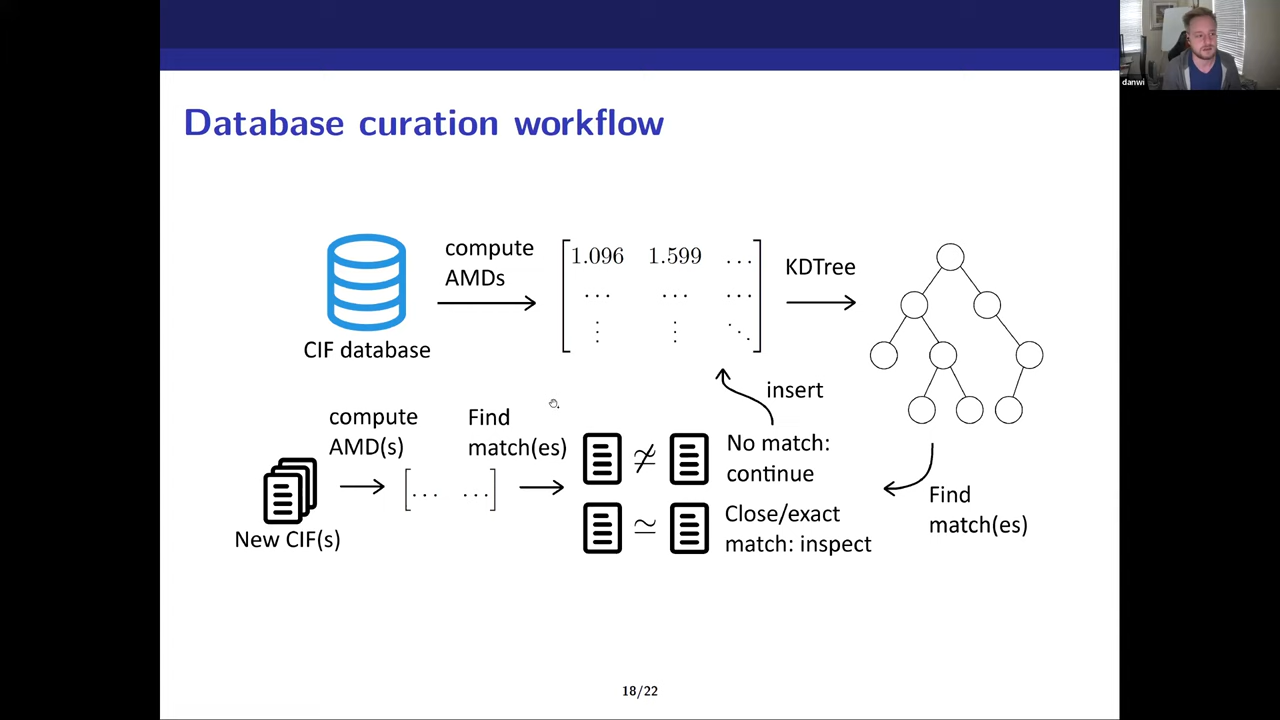 danwi
Database curation workflow
compute
AMDs
1.096 1.599 ...
... ... ...
⋮ ⋮ ⋱
KDTree
CIF database
insert
compute
AMD(s)
Find
match(es)
[... ...]
≄
No match:
continue
≃
Close/exact
match: inspect
Find
match(es)
New CIF(s)
18/22